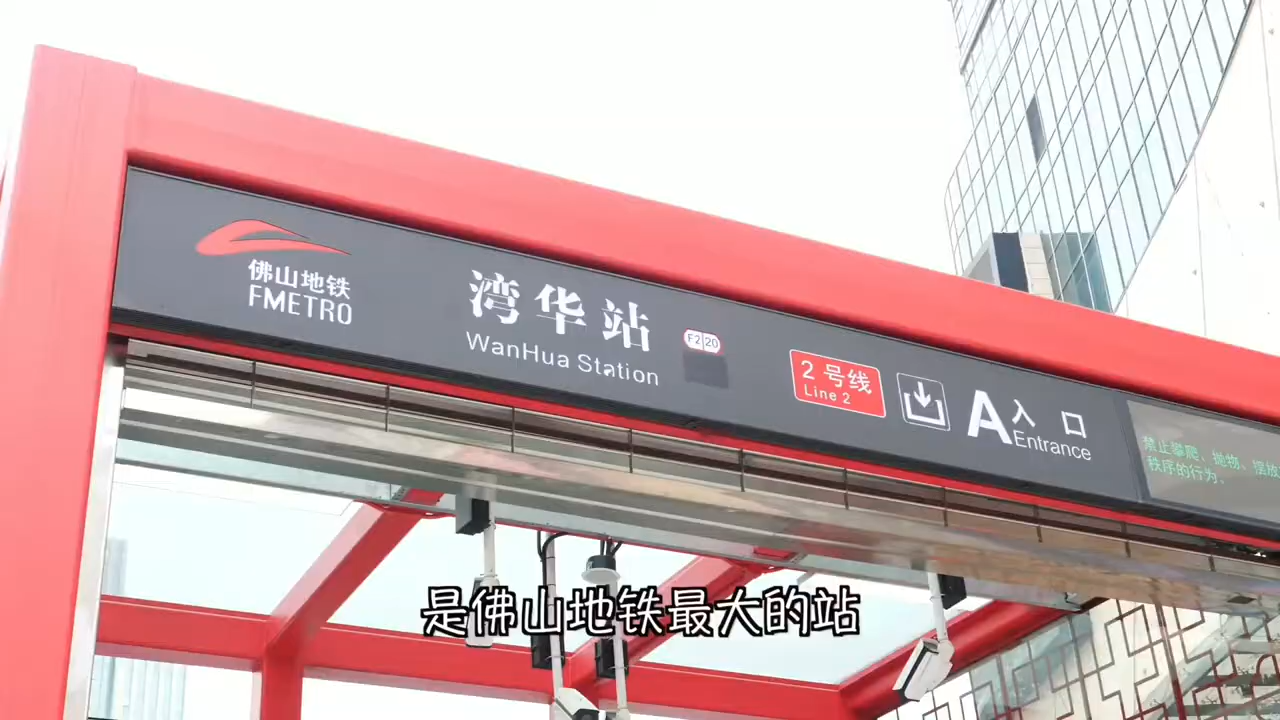 佛山地铁
FMETRO
湾华站
WanHua Station
F2 20
2号线
Line 2
A 入口
Entrance
禁止攀爬、抛物、摆放
秩序的行为、
是佛山地铁最大的站